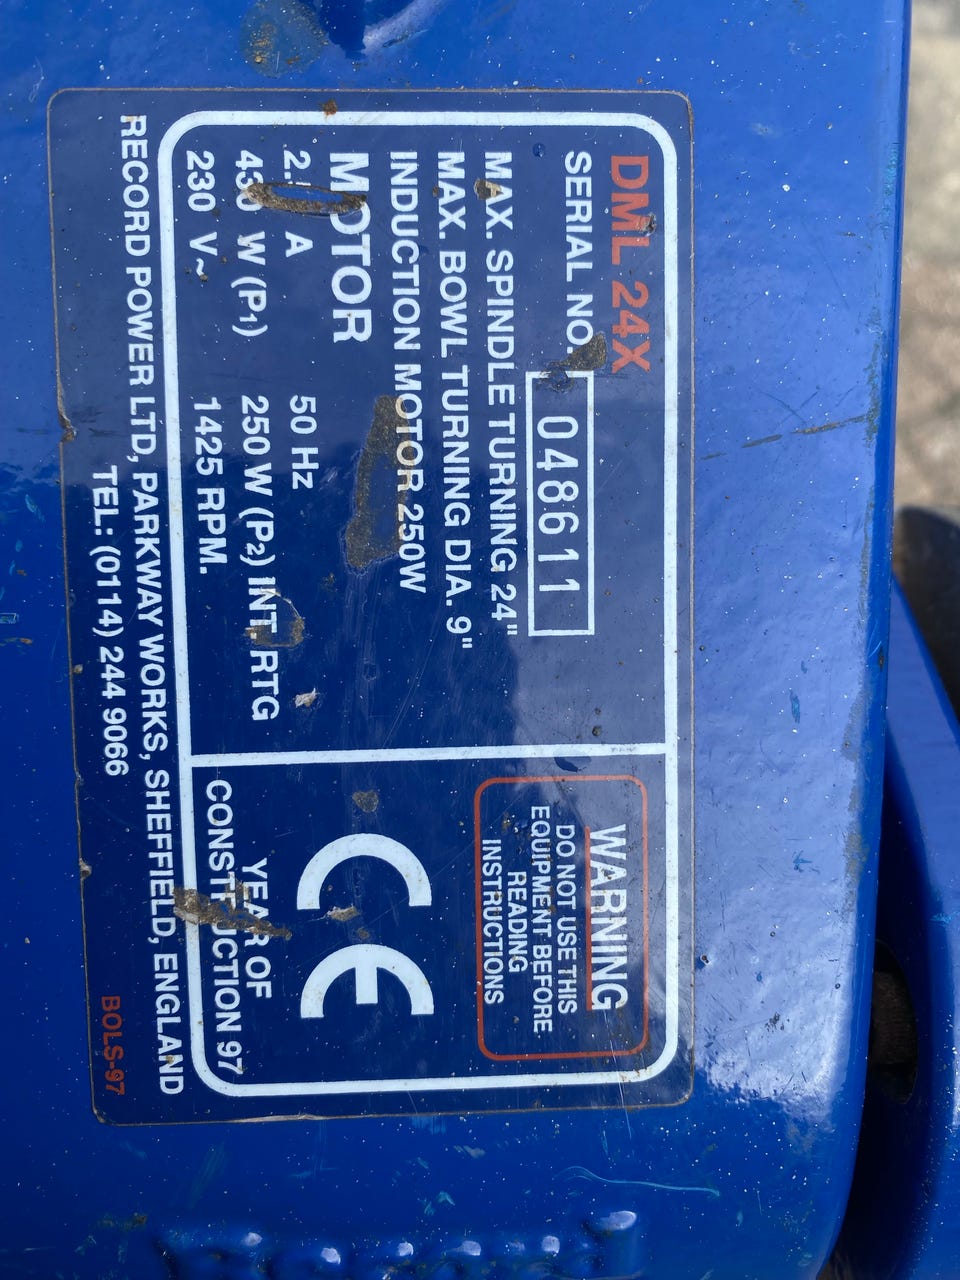 DML 24X
SERIAL NO. 048611
MAX. SPINDLE TURNING 24"
MAX. BOWL TURNING DIA. 9"
INDUCTION MOTOR 250W
MOTOR
A 50 Hz
430 W (P1) 250 W (P2) INT. RTG
230 V~ 1425 RPM.
WARNING
DO NOT USE THIS
EQUIPMENT BEFORE
READING
INSTRUCTIONS
CE
YEAR OF
CONSTRUCTION 97
RECORD POWER LTD, PARKWAY WORKS, SHEFFIELD, ENGLAND
TEL: (0114) 244 9066
BOLS-97